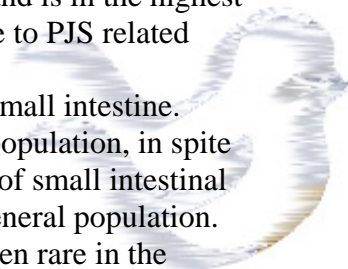 and is in the highest
e to PJS related
mall intestine.
opulation, in spite
of small intestinal
eneral population.
en rare in the